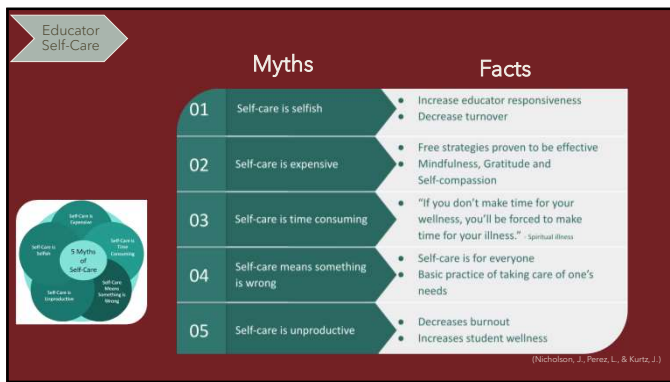 Educator
Self-Care
Myths
Facts
01
Self-care is selfish
• Increase educator responsiveness
• Decrease turnover
02
Self-care is expensive
• Free strategies proven to be effective
• Mindfulness, Gratitude and
Self-compassion
03
Self-care is time consuming
• "If you don't make time for your
wellness, you'll be forced to make
time for your illness." - Spiritual illness
04
Self-care means something
is wrong
• Self-care is for everyone
• Basic practice of taking care of one's
needs
05
Self-care is unproductive
• Decreases burnout
• Increases student wellness
Self-Care is
Expensive
Self-Care is
Selfish
Self-Care is
Time
Consuming
5 Myths
of
Self-Care
Self-Care is
Unproductive
Self-Care
Means
Something is
Wrong
(Nicholson, J., Perez, L., & Kurtz, J.)